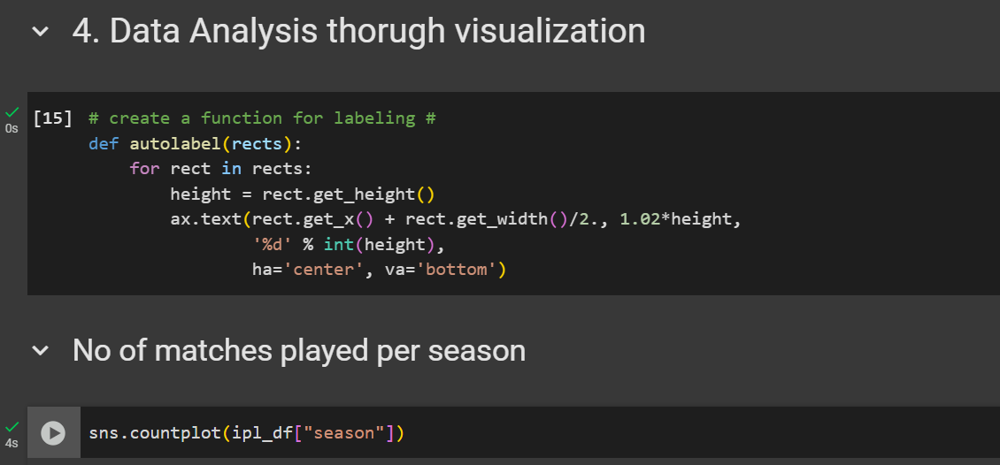 4. Data Analysis thorugh visualization
[15] # create a function for labeling #
0s
def autolabel(rects):
    for rect in rects:
        height = rect.get_height()
        ax.text(rect.get_x() + rect.get_width()/2., 1.02*height,
                '%d' % int(height),
                ha='center', va='bottom')
No of matches played per season
sns.countplot(ipl_df["season"])
4s